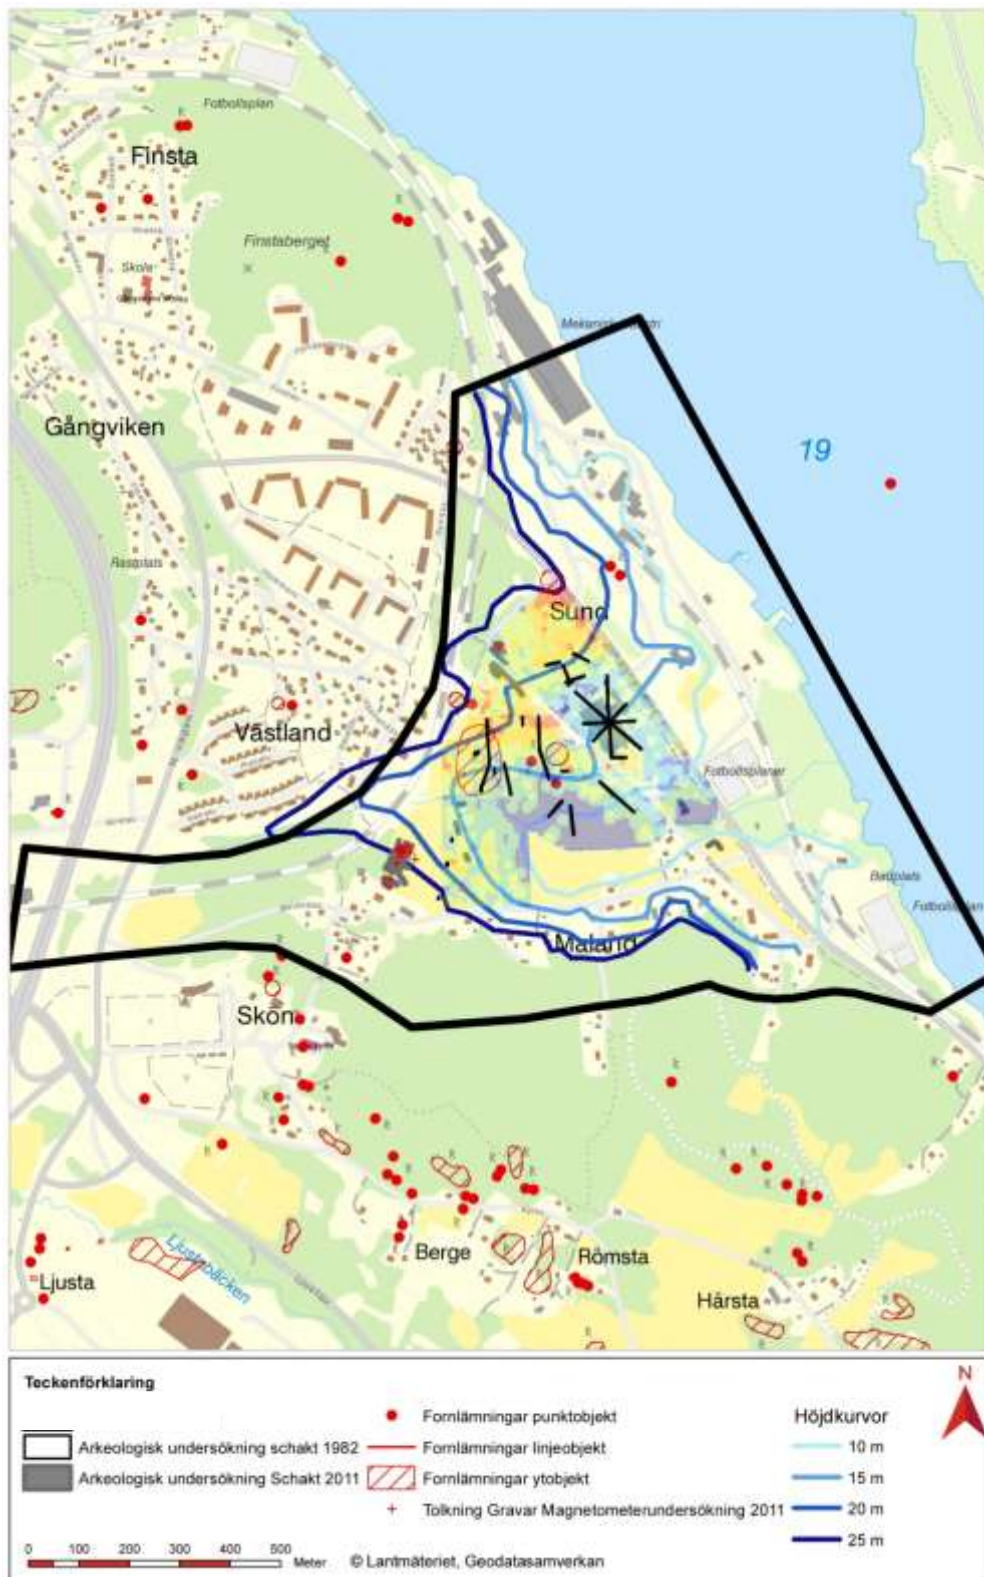 Fotbollsplan
Finsta
Finstaberget
Skola
Gångviken
19
Rastplats
Sund
Västland
Fotbollsplaner
Badplats
Fotbollsplan
Maland
Skön
Ljustabäcken
Berge
Römsta
Ljusta
Härsta
Teckenförklaring
Arkeologisk undersökning schakt 1982
Arkeologisk undersökning Schakt 2011
Fornlämningar punktobjekt
Fornlämningar linjeobjekt
Fornlämningar ytobjekt
Tolkning Gravar Magnetometerundersökning 2011
Höjdkurvor
10 m
15 m
20 m
25 m
N
0 100 200 300 400 500 Meter
© Lantmäteriet, Geodatasamverkan